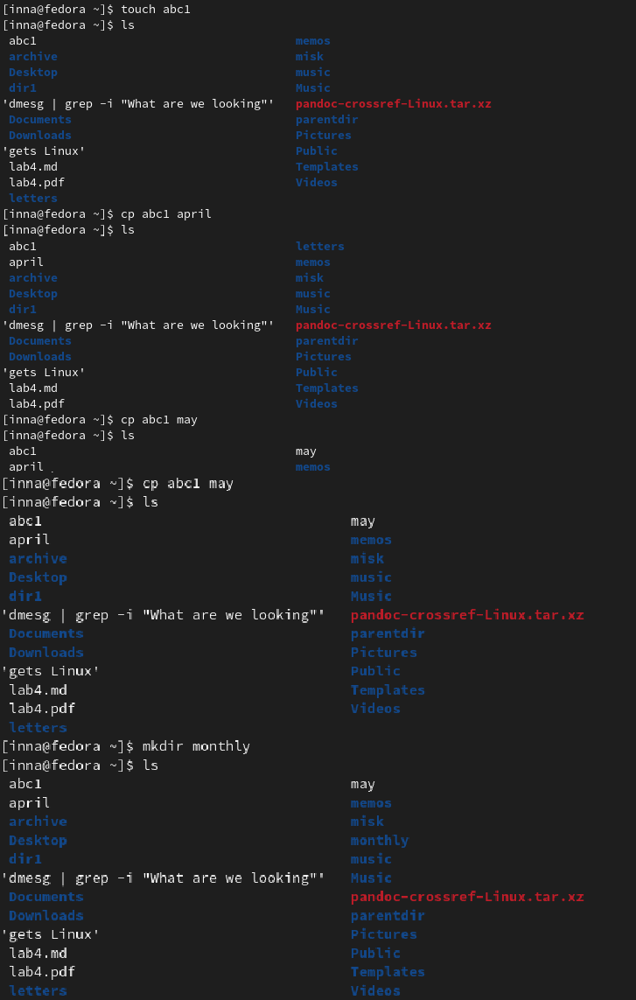 [inna@fedora ~]$ touch abc1
[inna@fedora ~]$ ls
abc1 memos
archive misk
Desktop music
dir1 Music
'dmesg | grep -i "What are we looking"' pandoc-crossref-Linux.tar.xz
Documents parentdir
Downloads Pictures
'gets Linux' Public
lab4.md Templates
lab4.pdf Videos
letters
[inna@fedora ~]$ cp abc1 april
[inna@fedora ~]$ ls
abc1 letters
april memos
archive misk
Desktop music
dir1 Music
'dmesg | grep -i "What are we looking"' pandoc-crossref-Linux.tar.xz
Documents parentdir
Downloads Pictures
'gets Linux' Public
lab4.md Templates
lab4.pdf Videos
[inna@fedora ~]$ cp abc1 may
[inna@fedora ~]$ ls
abc1 may
april memos
[inna@fedora ~]$ cp abc1 may
[inna@fedora ~]$ ls
abc1 may
april memos
archive misk
Desktop music
dir1 Music
'dmesg | grep -i "What are we looking"' pandoc-crossref-Linux.tar.xz
Documents parentdir
Downloads Pictures
'gets Linux' Public
lab4.md Templates
lab4.pdf Videos
letters
[inna@fedora ~]$ mkdir monthly
[inna@fedora ~]$ ls
abc1 may
april memos
archive misk
Desktop monthly
dir1 music
'dmesg | grep -i "What are we looking"' Music
Documents pandoc-crossref-Linux.tar.xz
Downloads parentdir
'gets Linux' Pictures
lab4.md Public
lab4.pdf Templates
letters Videos